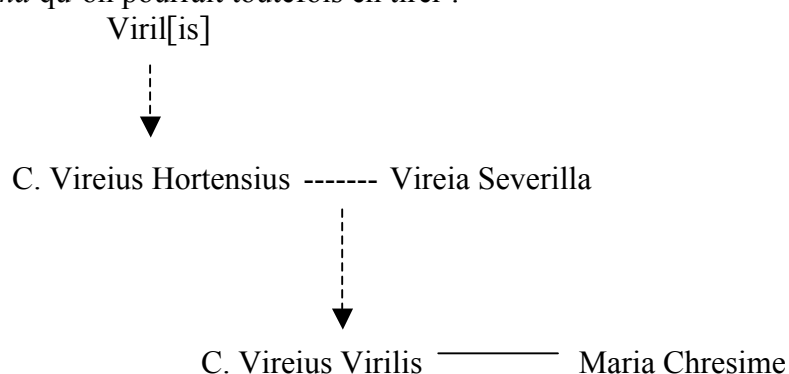 qu'on pourrait toutefois en tirer :
Viril[is]
C. Vireius Hortensius ------- Vireia Severilla
C. Vireius Virilis Maria Chresime